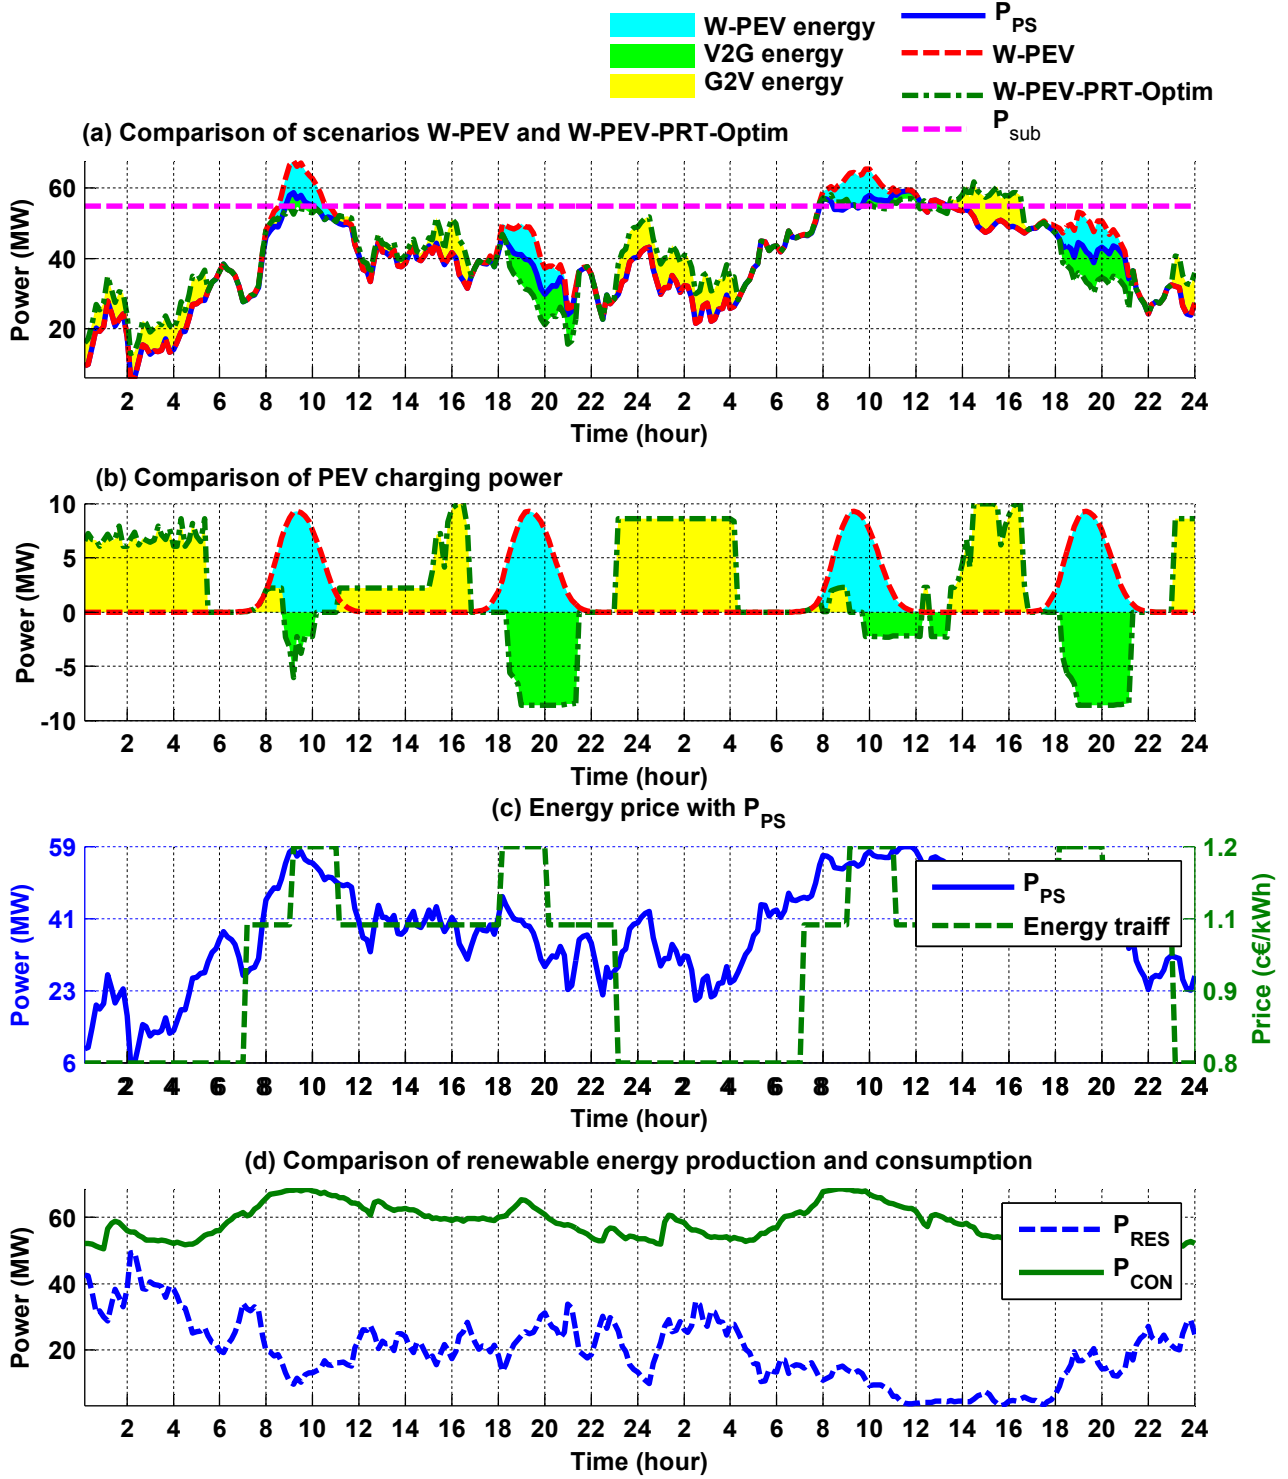 W-PEV energy
V2G energy
G2V energy
P_PS
W-PEV
W-PEV-PRT-Optim
P_sub
(a) Comparison of scenarios W-PEV and W-PEV-PRT-Optim
Power (MW)
60
40
20
2 4 6 8 10 12 14 16 18 20 22 24 2 4 6 8 10 12 14 16 18 20 22 24
Time (hour)
(b) Comparison of PEV charging power
Power (MW)
10
5
0
-5
-10
2 4 6 8 10 12 14 16 18 20 22 24 2 4 6 8 10 12 14 16 18 20 22 24
Time (hour)
(c) Energy price with P_PS
Power (MW)
59
41
23
6
1.2
1.1
0.9
0.8
Price (c€/kWh)
P_PS
Energy traiff
2 4 6 8 10 12 14 16 18 20 22 24 2 4 6 8 10 12 14 16 18 20 22 24
Time (hour)
(d) Comparison of renewable energy production and consumption
Power (MW)
60
40
20
P_RES
P_CON
2 4 6 8 10 12 14 16 18 20 22 24 2 4 6 8 10 12 14 16 18 20 22 24
Time (hour)